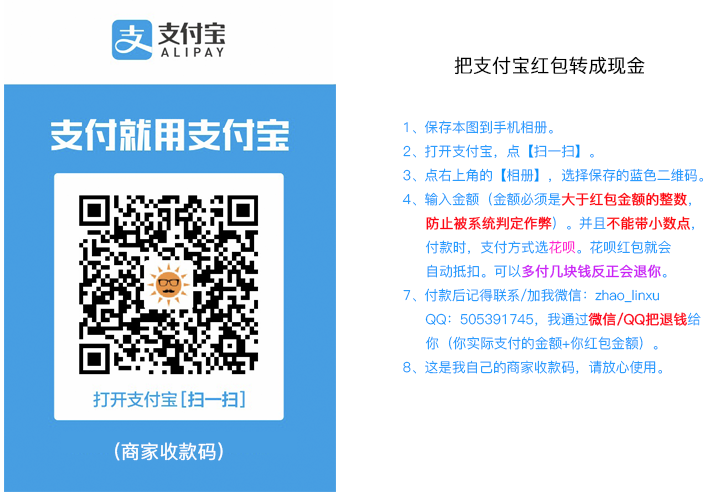 支付宝
ALIPAY
支付就用支付宝
打开支付宝[扫一扫]
(商家收款码)
把支付宝红包转成现金
1、保存本图到手机相册。
2、打开支付宝，点【扫一扫】。
3、点右上角的【相册】，选择保存的蓝色二维码。
4、输入金额（金额必须是大于红包金额的整数，
防止被系统判定作弊）。并且不能带小数点，
付款时，支付方式选花呗。花呗红包就会
自动抵扣。可以多付几块钱反正会退你。
7、付款后记得联系/加我微信：zhao_linxu
QQ：505391745，我通过微信/QQ把退钱给
你（你实际支付的金额+你红包金额）。
8、这是我自己的商家收款码，请放心使用。